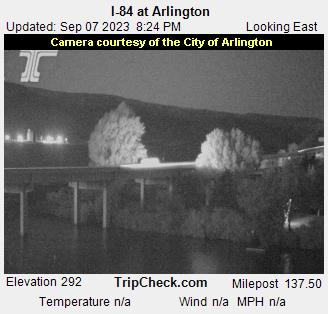 I-84 at Arlington
Updated: Sep 07 2023 8:24 PM Looking East
Camera courtesy of the City of Arlington
Elevation 292 TripCheck.com Milepost 137.50
Temperature n/a Wind n/a MPH n/a